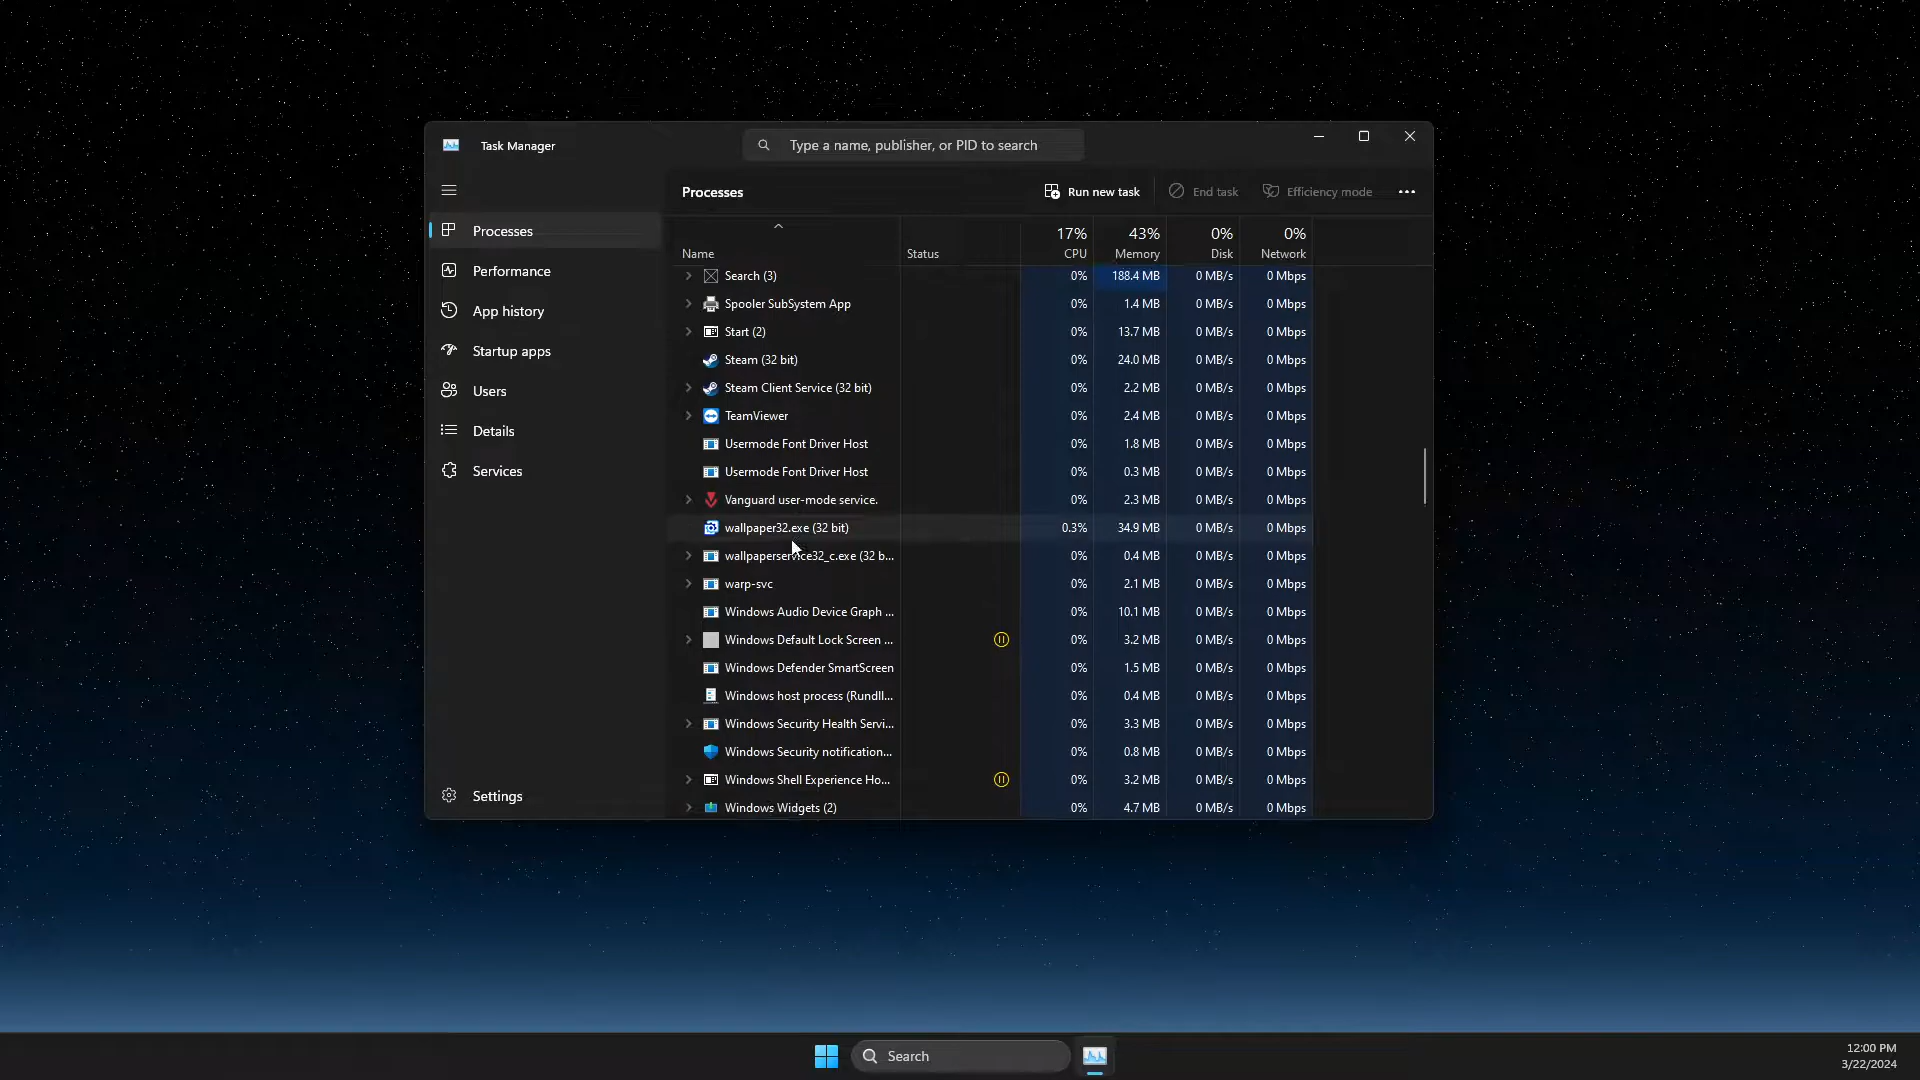 Task Manager
Type a name, publisher, or PID to search
Processes
Run new task
End task
Efficiency mode
Processes
Performance
App history
Startup apps
Users
Details
Services
Settings
17% 43% 0% 0%
Name Status CPU Memory Disk Network
Search (3) 0% 188.4 MB 0 MB/s 0 Mbps
Spooler SubSystem App 0% 1.4 MB 0 MB/s 0 Mbps
Start (2) 0% 13.7 MB 0 MB/s 0 Mbps
Steam (32 bit) 0% 24.0 MB 0 MB/s 0 Mbps
Steam Client Service (32 bit) 0% 2.2 MB 0 MB/s 0 Mbps
TeamViewer 0% 2.4 MB 0 MB/s 0 Mbps
Usermode Font Driver Host 0% 1.8 MB 0 MB/s 0 Mbps
Usermode Font Driver Host 0% 0.3 MB 0 MB/s 0 Mbps
Vanguard user-mode service. 0% 2.3 MB 0 MB/s 0 Mbps
wallpaper32.exe (32 bit) 0.3% 34.9 MB 0 MB/s 0 Mbps
wallpaperservice32_c.exe (32 b... 0% 0.4 MB 0 MB/s 0 Mbps
warp-svc 0% 2.1 MB 0 MB/s 0 Mbps
Windows Audio Device Graph ... 0% 10.1 MB 0 MB/s 0 Mbps
Windows Default Lock Screen ... 0% 3.2 MB 0 MB/s 0 Mbps
Windows Defender SmartScreen 0% 1.5 MB 0 MB/s 0 Mbps
Windows host process (Rundll... 0% 0.4 MB 0 MB/s 0 Mbps
Windows Security Health Servi... 0% 3.3 MB 0 MB/s 0 Mbps
Windows Security notification... 0% 0.8 MB 0 MB/s 0 Mbps
Windows Shell Experience Ho... 0% 3.2 MB 0 MB/s 0 Mbps
Windows Widgets (2) 0% 4.7 MB 0 MB/s 0 Mbps
Search
12:00 PM
3/22/2024